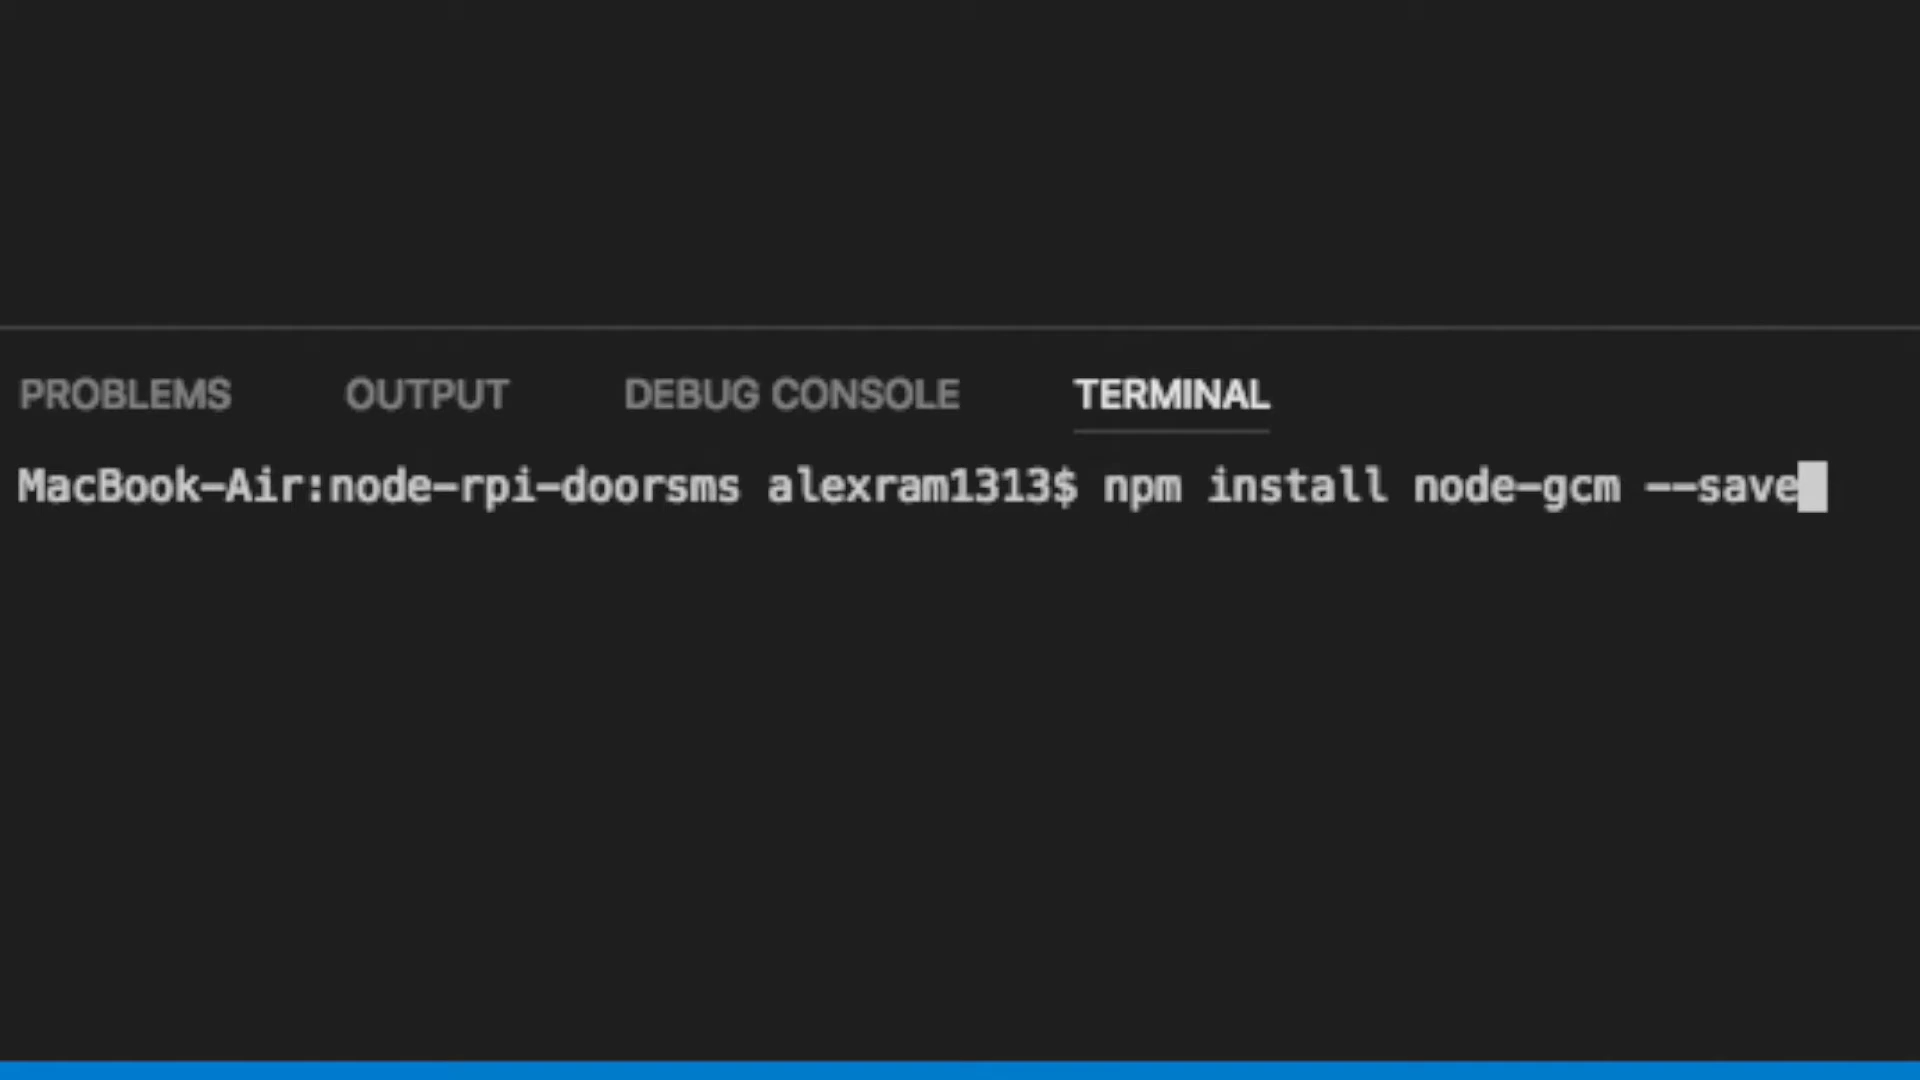 PROBLEMS OUTPUT DEBUG CONSOLE TERMINAL
MacBook-Air:node-rpi-doorsms alexram1313$ npm install node-gcm --save